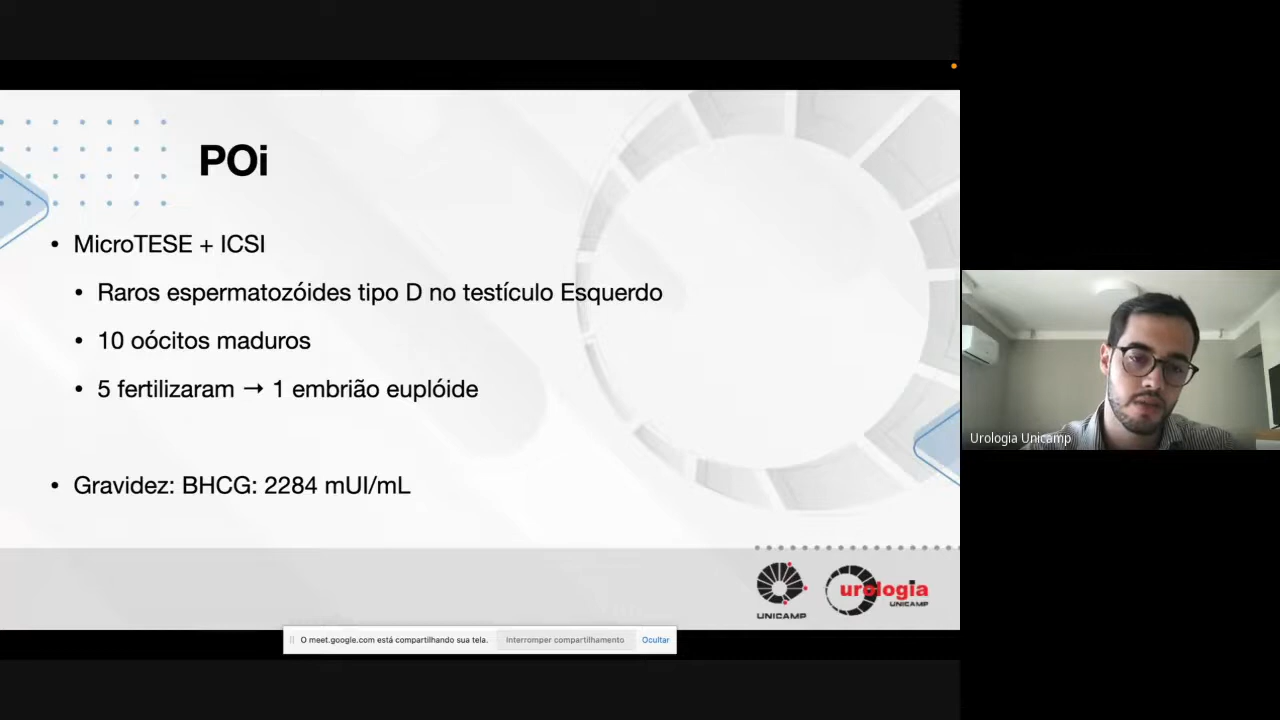 POi
• MicroTESE + ICSI
• Raros espermatozóides tipo D no testículo Esquerdo
• 10 oócitos maduros
• 5 fertilizaram → 1 embrião euplóide
• Gravidez: BHCG: 2284 mUI/mL
Urologia Unicamp
UNICAMP
urologia
UNICAMP
O meet.google.com está compartilhando sua tela. Interromper compartilhamento Ocultar